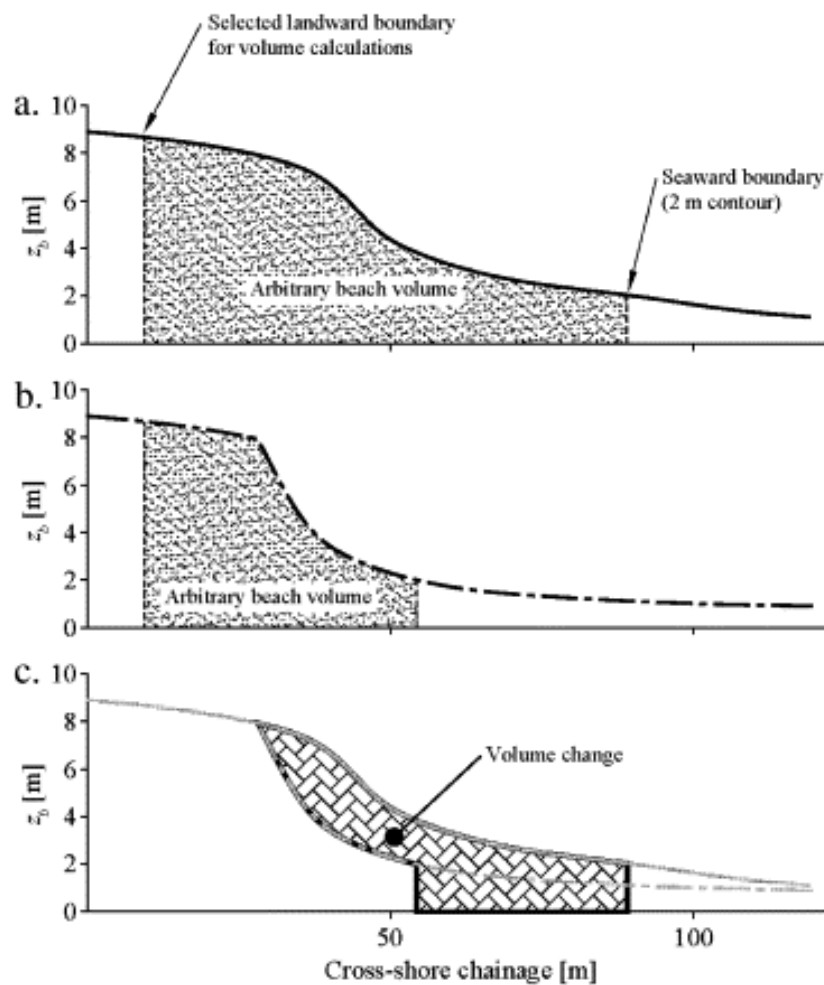 Selected landward boundary
for volume calculations
a.
10
8
6
4
2
0
z_b [m]
Seaward boundary
(2 m contour)
Arbitrary beach volume
50
100
b.
10
8
6
4
2
0
z_b [m]
Arbitrary beach volume
c.
10
8
6
4
2
0
z_b [m]
Volume change
50
100
Cross-shore chainage [m]